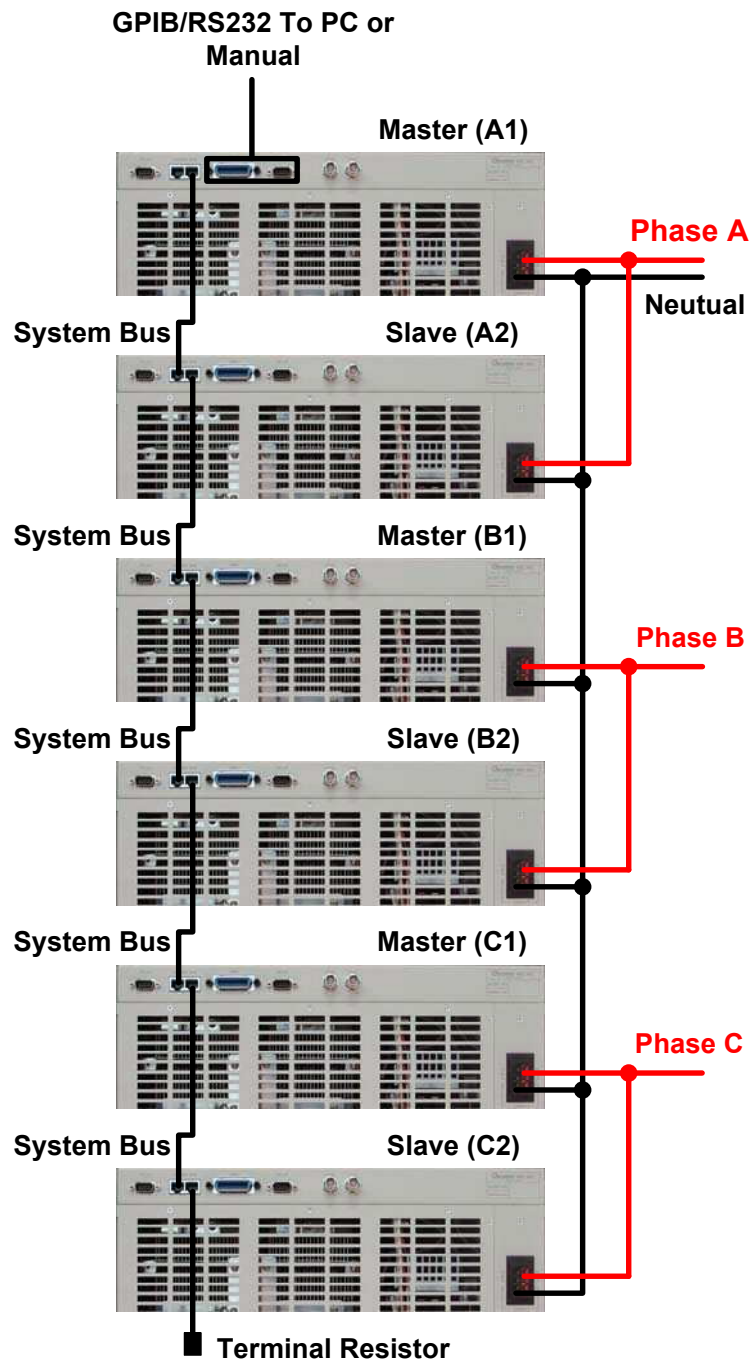 GPIB/RS232 To PC or
Manual
Master (A1)
Phase A
Neutual
System Bus
Slave (A2)
System Bus
Master (B1)
Phase B
System Bus
Slave (B2)
System Bus
Master (C1)
Phase C
System Bus
Slave (C2)
Terminal Resistor